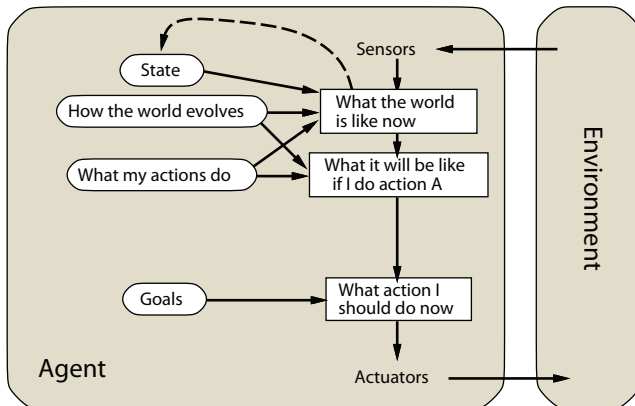 Sensors
State
How the world evolves
What the world
is like now
What my actions do
What it will be like
if I do action A
Goals
What action I
should do now
Agent
Actuators
Environment